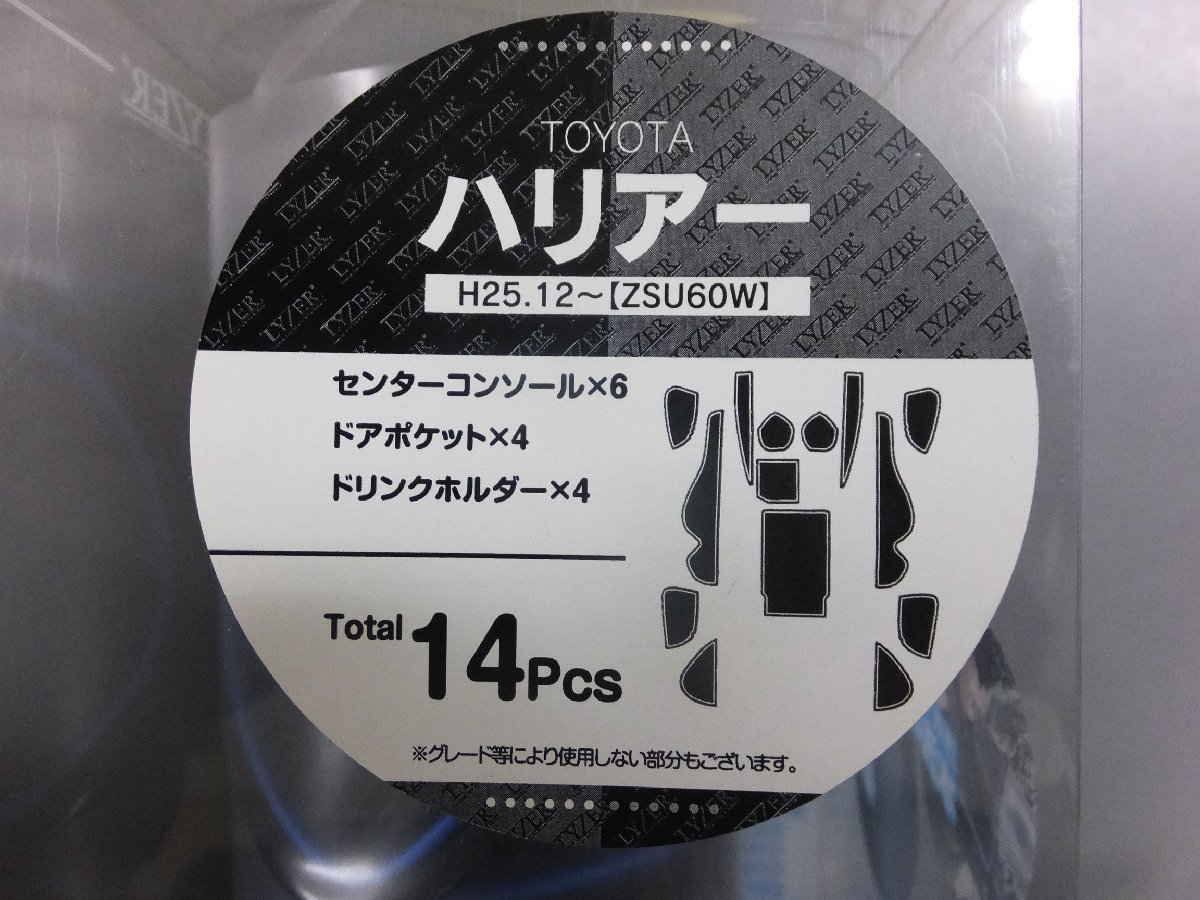 TOYOTA
ハリアー
H25.12～【ZSU60W】
センターコンソール×6
ドアポケット×4
ドリンクホルダー×4
Total 14Pcs
※グレード等により使用しない部分もございます。
LYZER